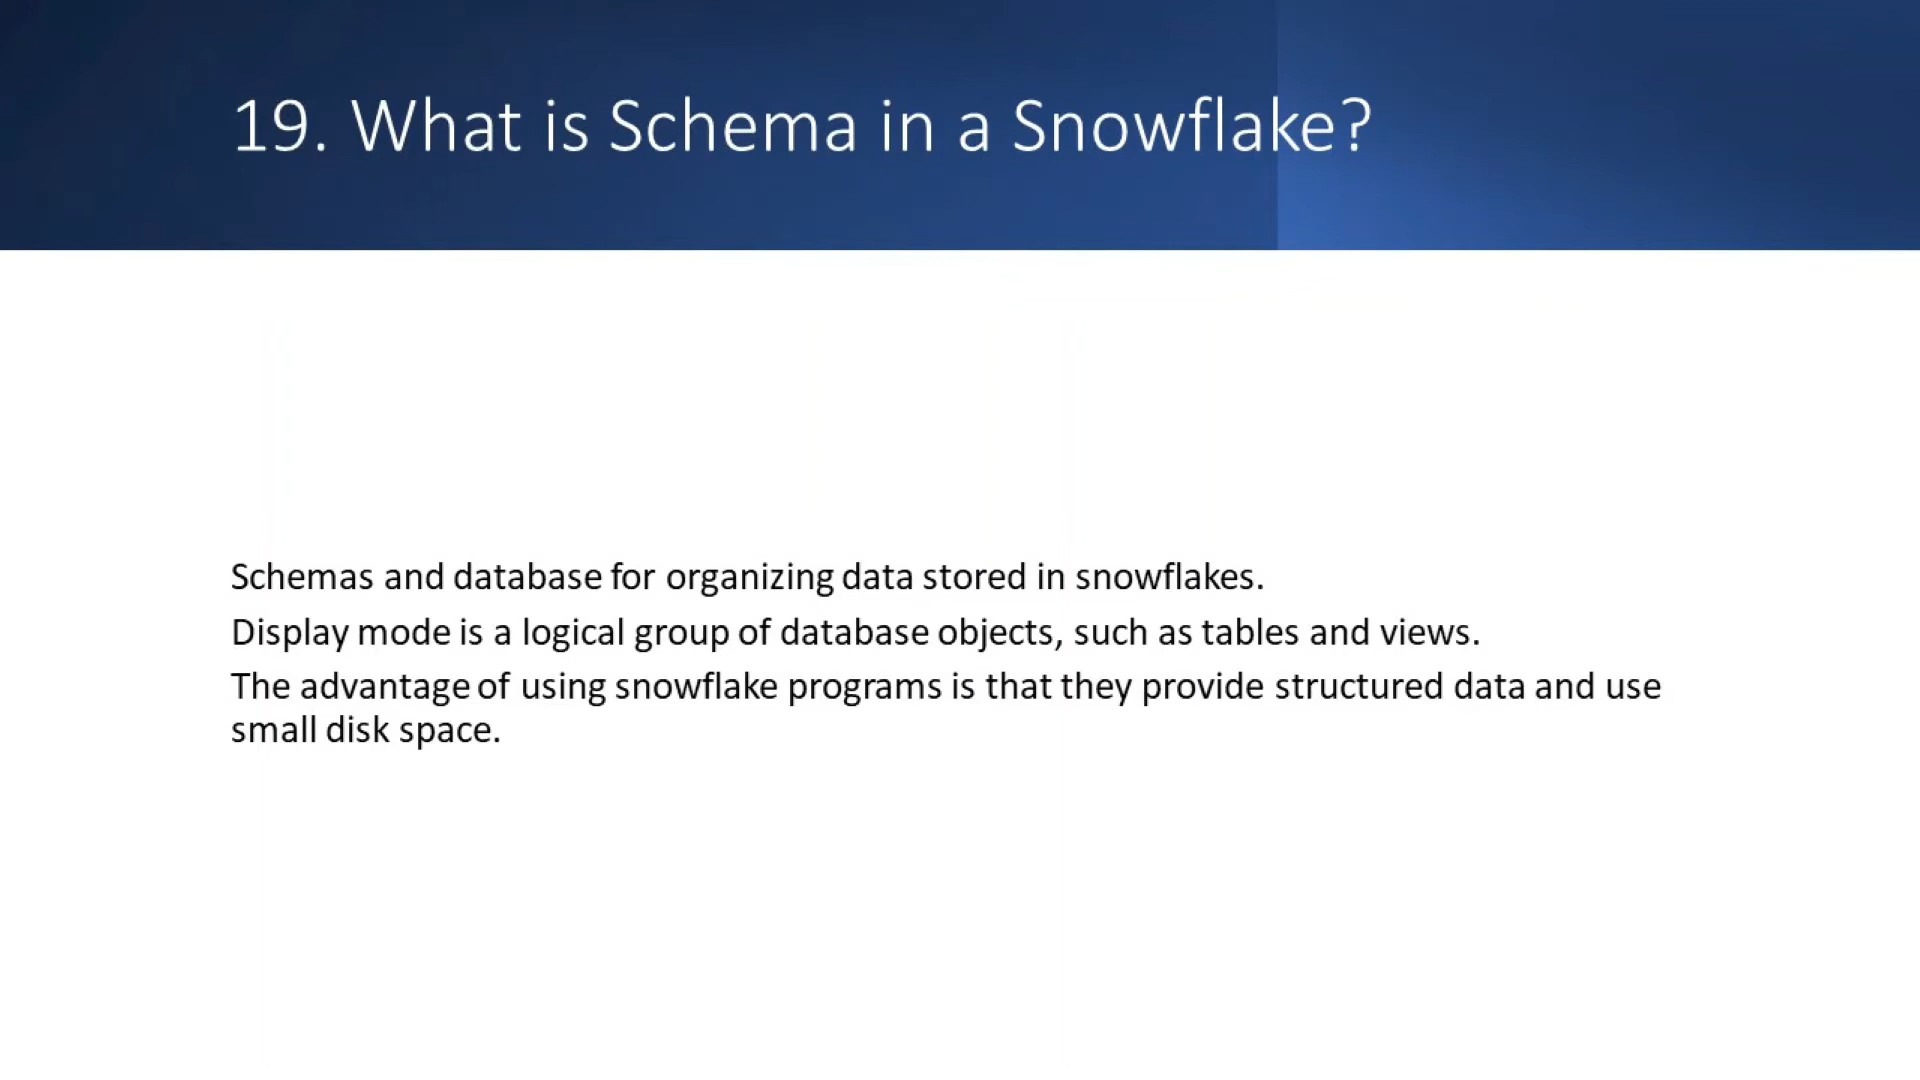 19. What is Schema in a Snowflake?
Schemas and database for organizing data stored in snowflakes.
Display mode is a logical group of database objects, such as tables and views.
The advantage of using snowflake programs is that they provide structured data and use
small disk space.